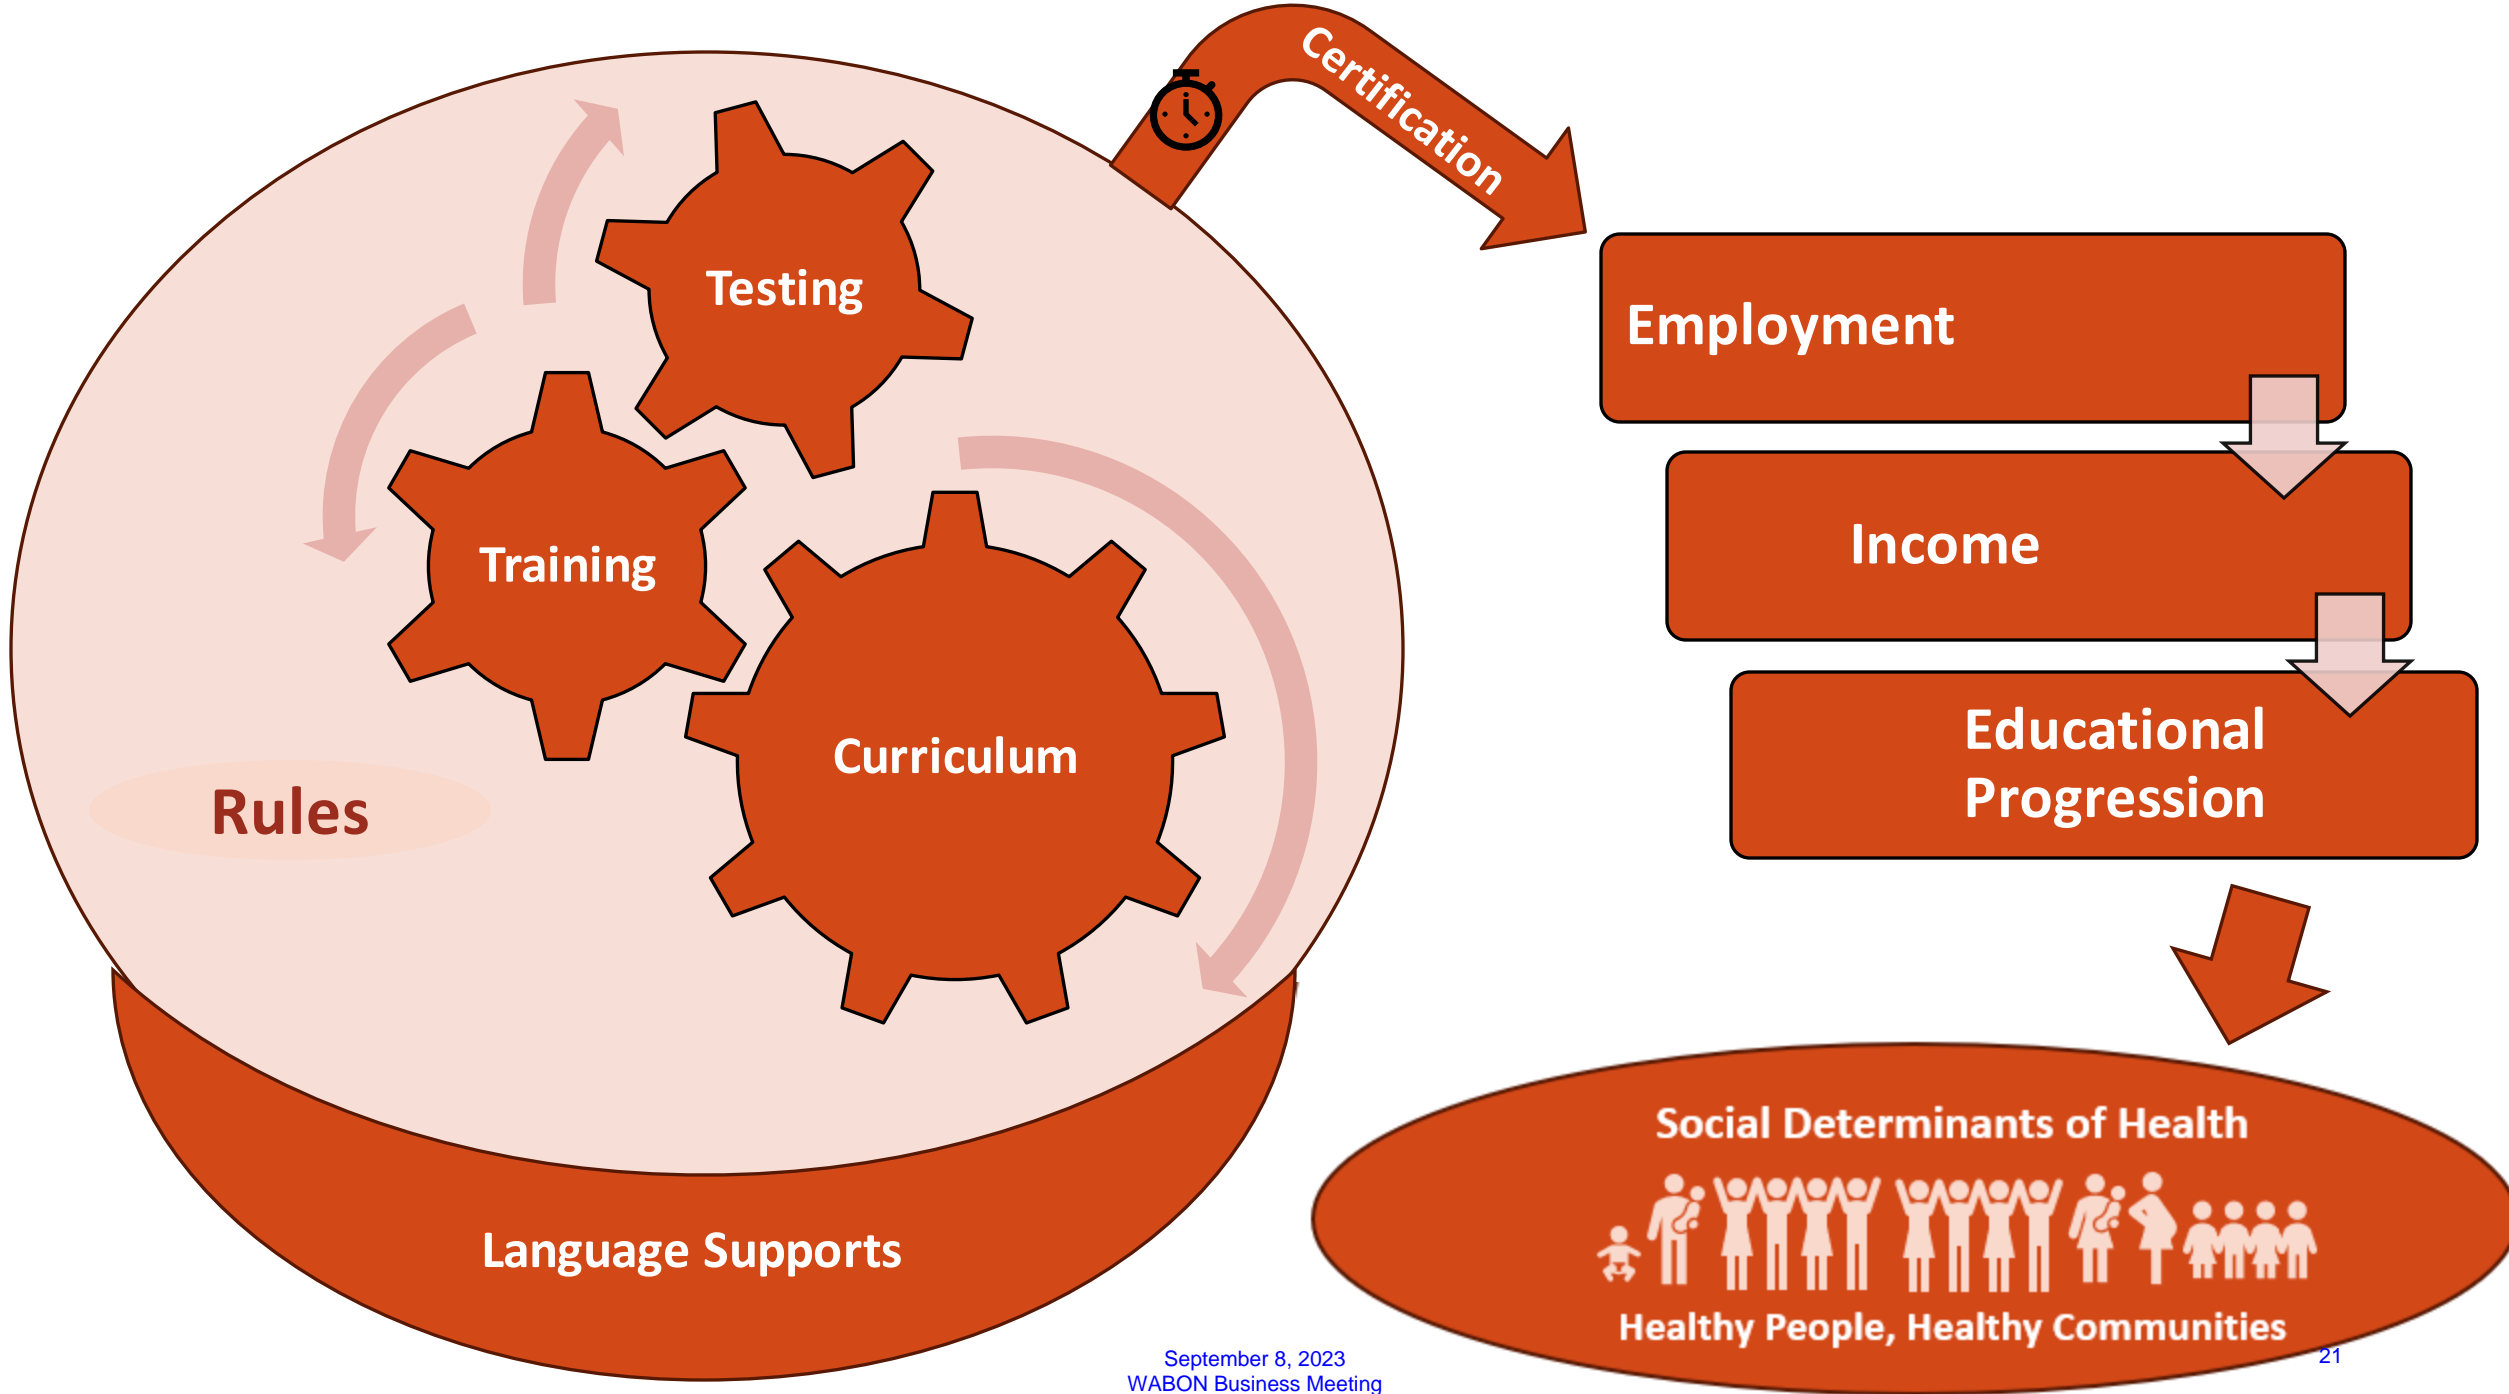 Certification
Testing
Training
Curriculum
Rules
Language Supports
Employment
Income
Educational
Progression
Social Determinants of Health
Healthy People, Healthy Communities
September 8, 2023
WABON Business Meeting
21